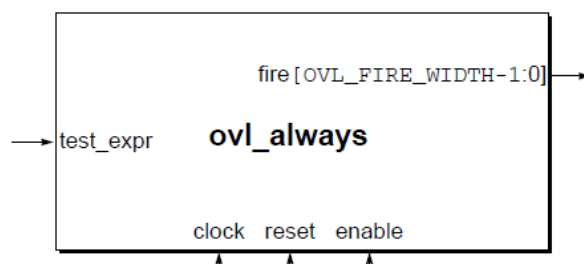 fire[OVL_FIRE_WIDTH-1:0]
test_expr ovl_always
clock reset enable